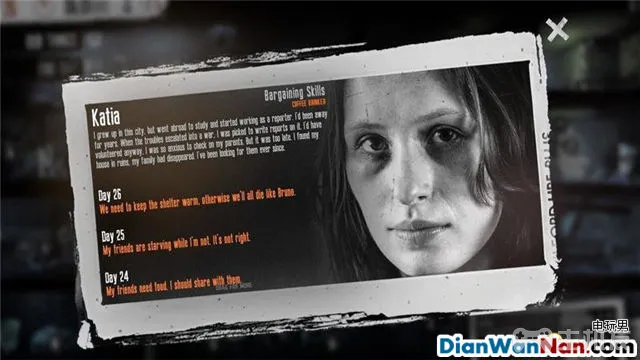 Katia
Bargaining Skills
COFFEE DRINKER
I grew up in this city, but went abroad to study and started working as a reporter. I'd been away
for years. When the troubles escalated into a war, I was picked to write reports on it. I'd have
volunteered anyway, I was so anxious to check on my parents. But it was too late. I found my
house in ruins, my family had disappeared. I've been looking for them ever since.
Day 26
We need to keep the shelter warm, otherwise we'll all die like Bruno.
Day 25
My friends are starving while I'm not. It's not right.
Day 24
My friends need food. I should share with them.
电玩男
DianWanNan.com